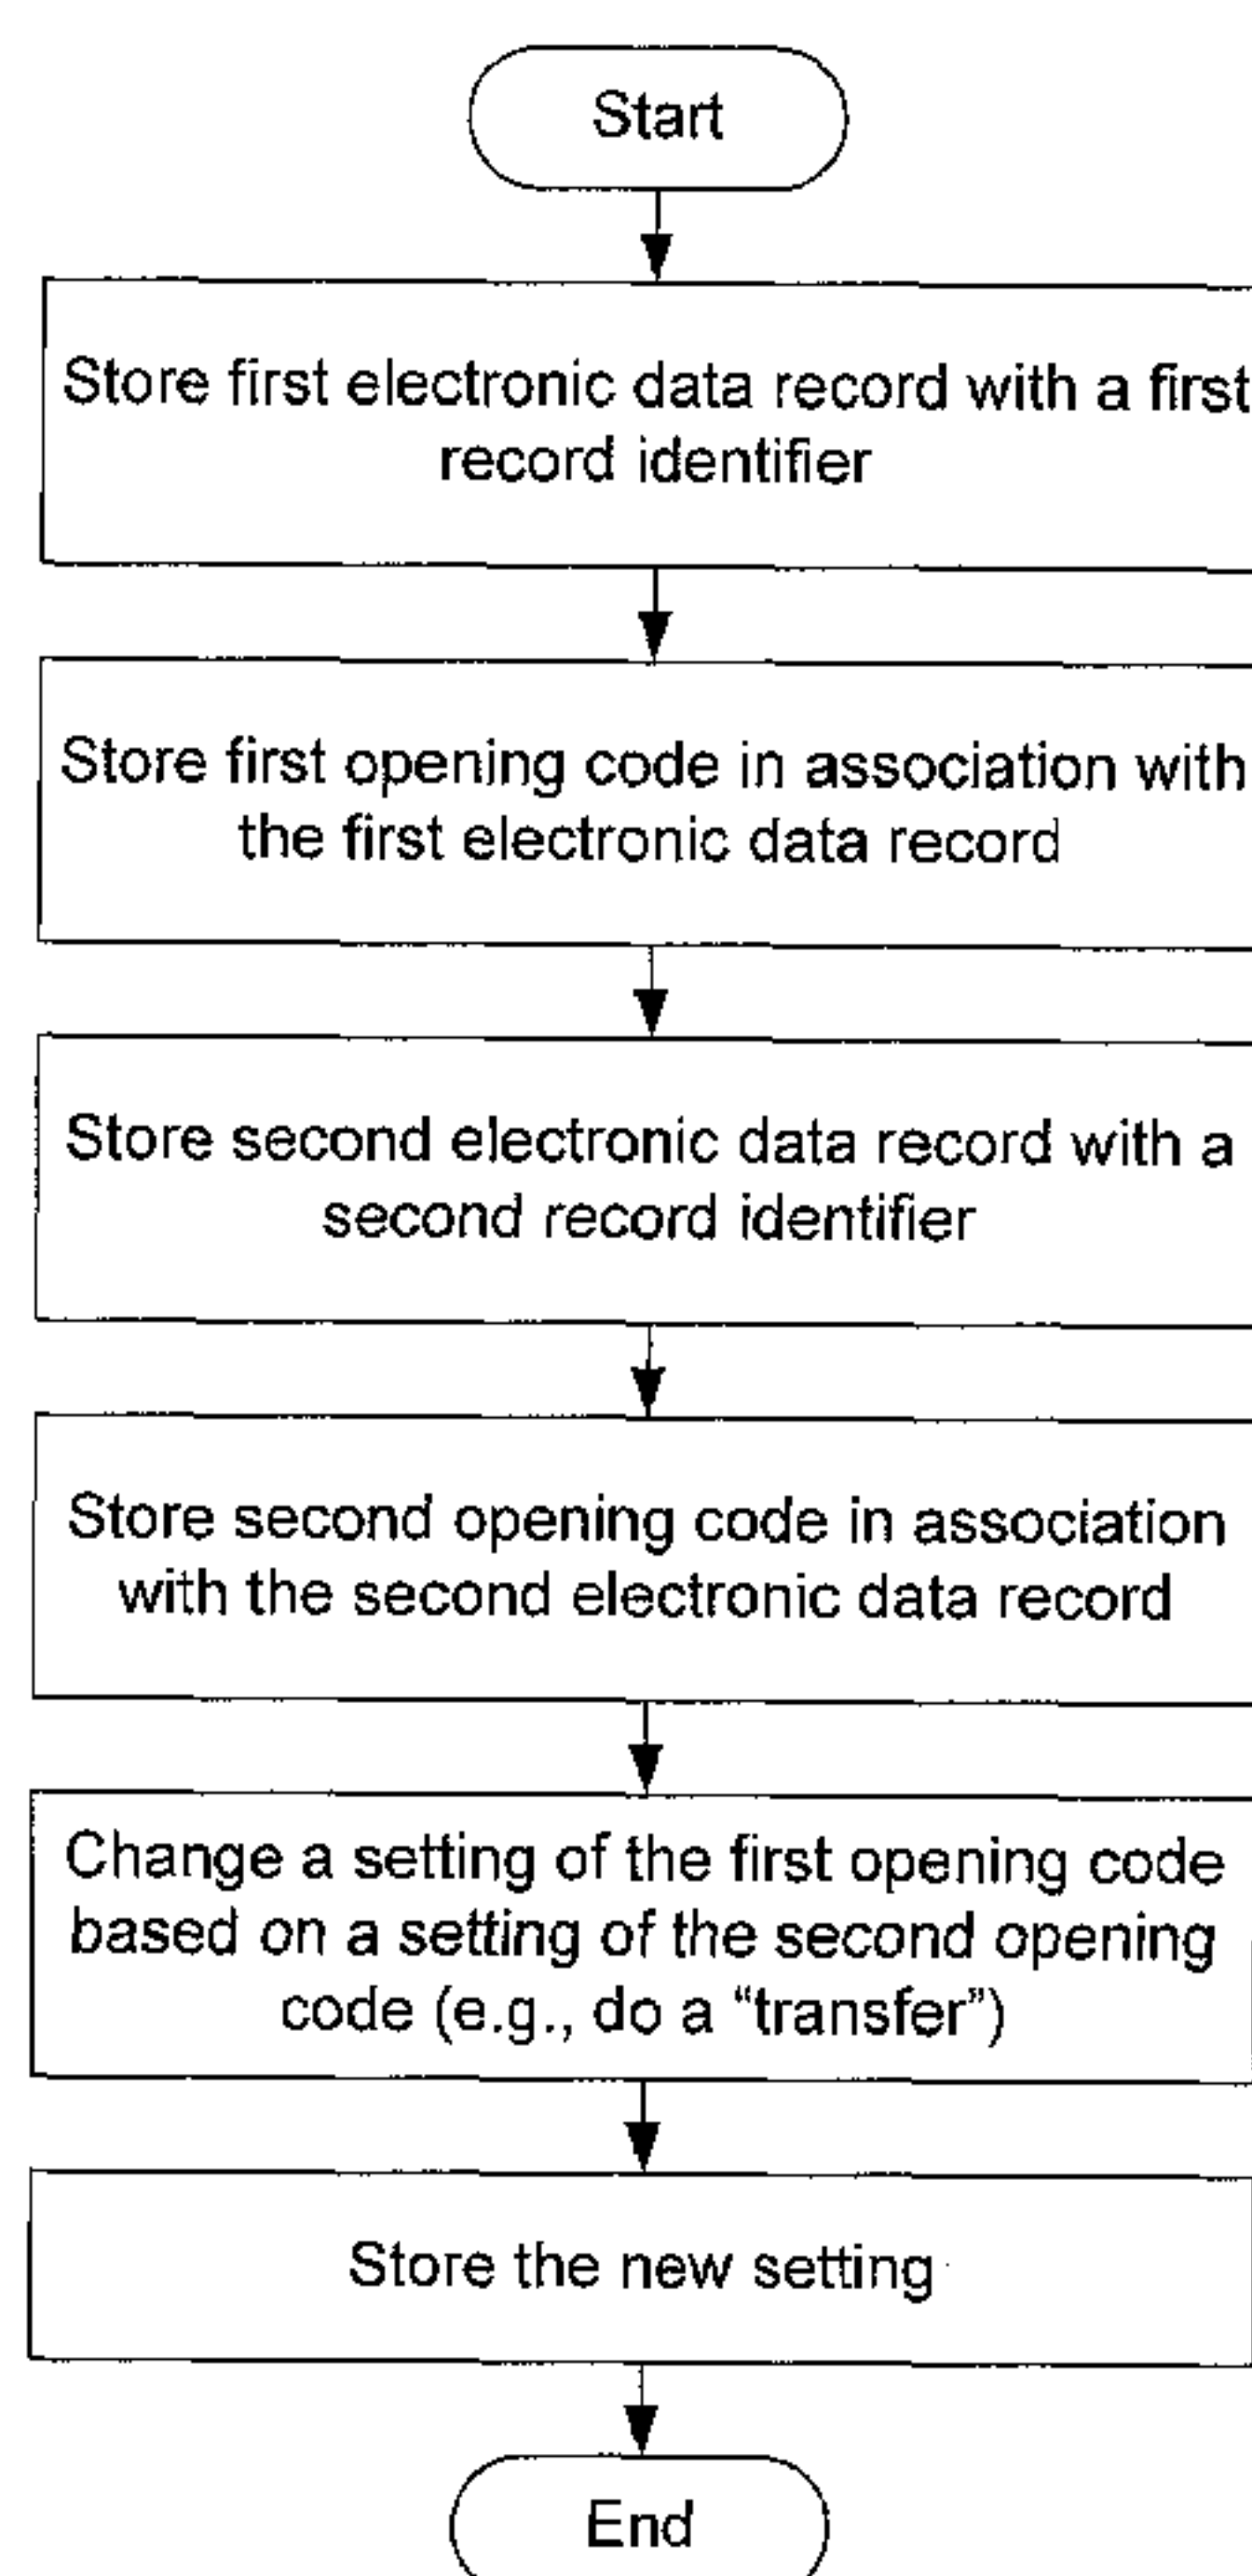 Start
Store first electronic data record with a first
record identifier
Store first opening code in association with
the first electronic data record
Store second electronic data record with a
second record identifier
Store second opening code in association
with the second electronic data record
Change a setting of the first opening code
based on a setting of the second opening
code (e.g., do a “transfer”)
Store the new setting
End